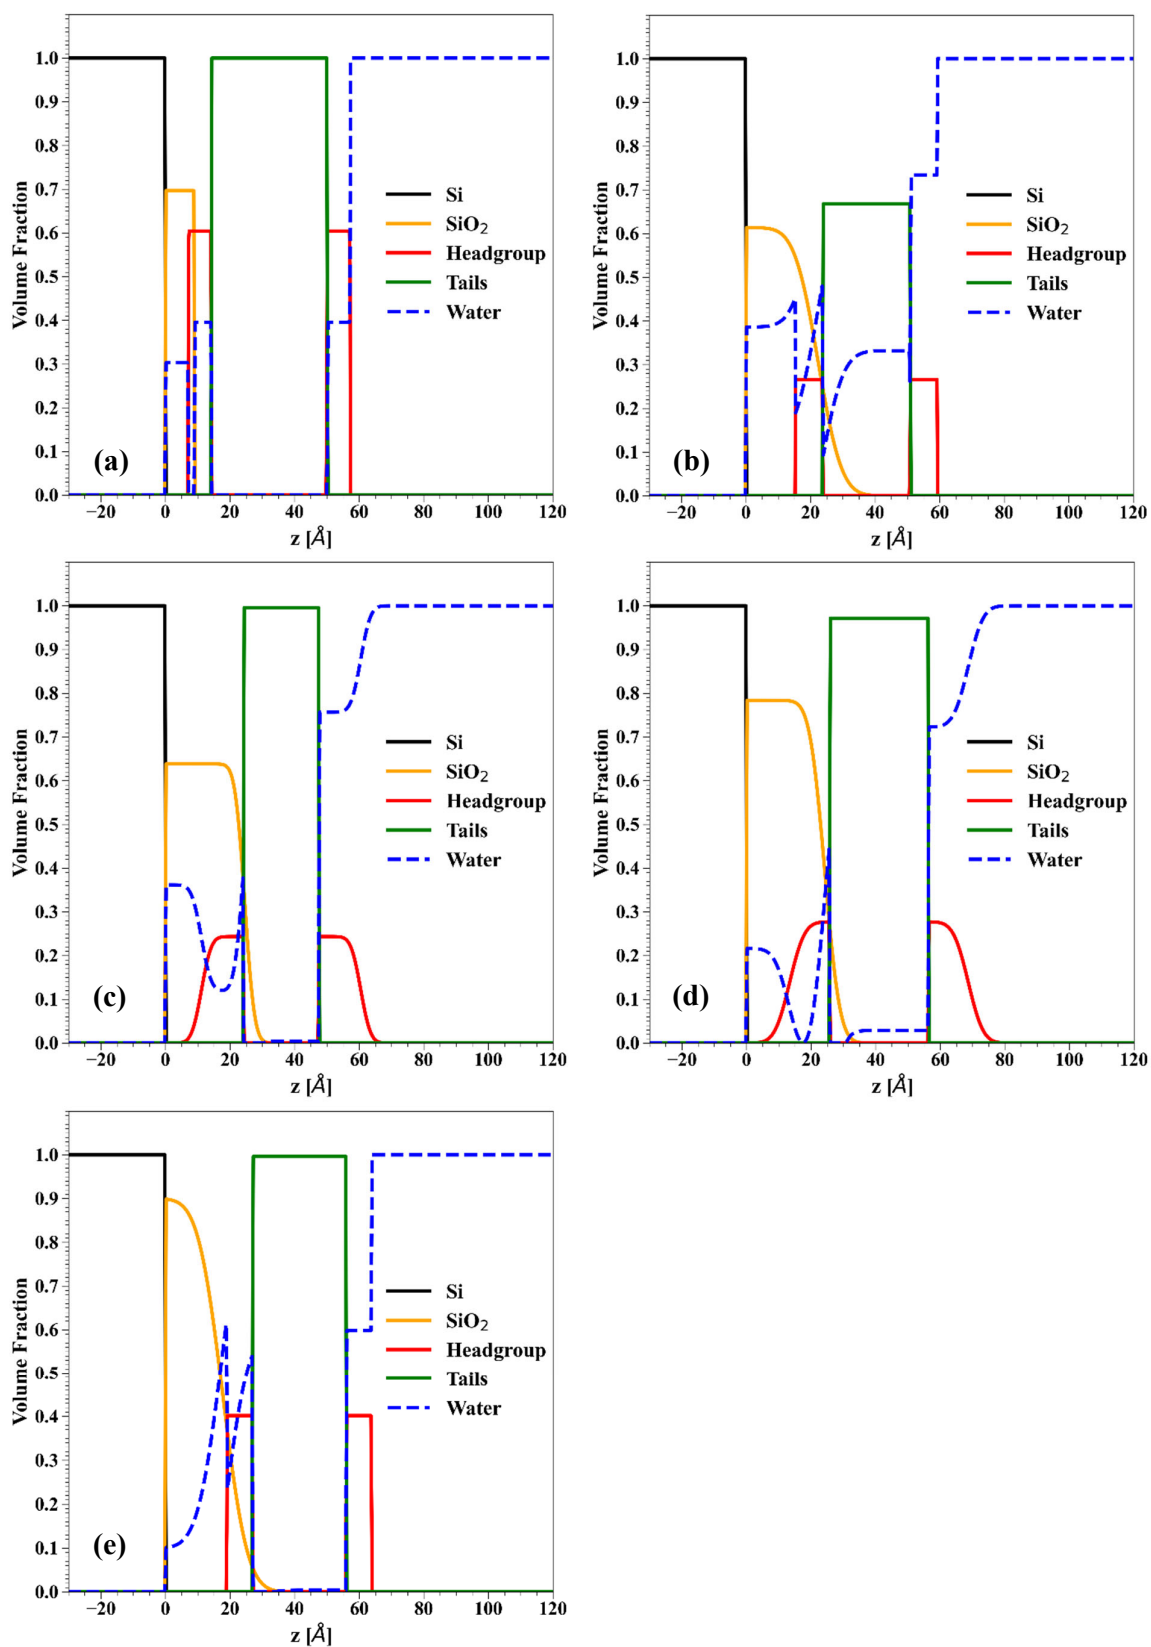 1.0
0.9
0.8
0.7
0.6
0.5
0.4
0.3
0.2
0.1
0.0
Volume Fraction
Si
SiO2
Headgroup
Tails
Water
(a)
−20 0 20 40 60 80 100 120
z [Å]
1.0
0.9
0.8
0.7
0.6
0.5
0.4
0.3
0.2
0.1
0.0
Volume Fraction
Si
SiO2
Headgroup
Tails
Water
(b)
−20 0 20 40 60 80 100 120
z [Å]
1.0
0.9
0.8
0.7
0.6
0.5
0.4
0.3
0.2
0.1
0.0
Volume Fraction
Si
SiO2
Headgroup
Tails
Water
(c)
−20 0 20 40 60 80 100 120
z [Å]
1.0
0.9
0.8
0.7
0.6
0.5
0.4
0.3
0.2
0.1
0.0
Volume Fraction
Si
SiO2
Headgroup
Tails
Water
(d)
−20 0 20 40 60 80 100 120
z [Å]
1.0
0.9
0.8
0.7
0.6
0.5
0.4
0.3
0.2
0.1
0.0
Volume Fraction
Si
SiO2
Headgroup
Tails
Water
(e)
−20 0 20 40 60 80 100 120
z [Å]